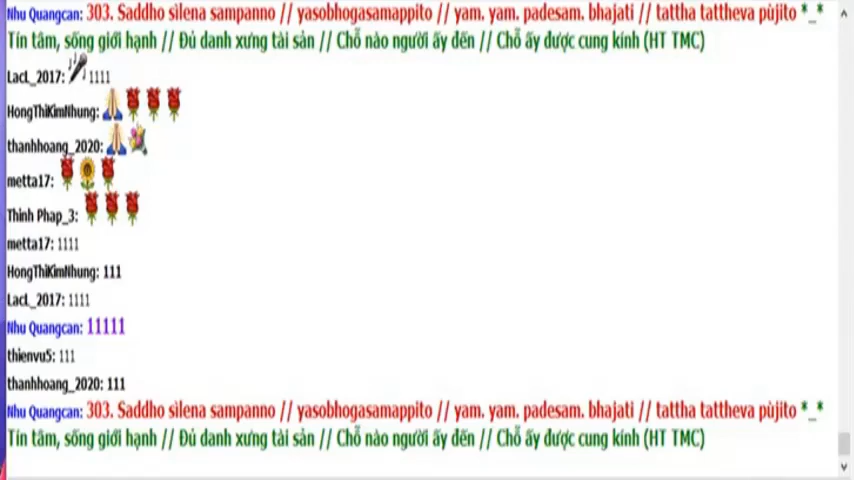 Nhu Quangcan: 303. Saddho sìlena sampanno // yasobhogasamappito // yam. yam. padesam. bhajati // tattha tattheva pùjito *_*
Tín tâm, sống giới hạnh // Đủ danh xưng tài sản // Chỗ nào người ấy đến // Chỗ ấy được cung kính (HT TMC)
LacL_2017: 1111
HongThiKimNhung:
thanhhoang_2020:
metta17:
Thinh Phap_3:
metta17: 1111
HongThiKimNhung: 111
LacL_2017: 1111
Nhu Quangcan: 11111
thienvu5: 111
thanhhoang_2020: 111
Nhu Quangcan: 303. Saddho sìlena sampanno // yasobhogasamappito // yam. yam. padesam. bhajati // tattha tattheva pùjito *_*
Tín tâm, sống giới hạnh // Đủ danh xưng tài sản // Chỗ nào người ấy đến // Chỗ ấy được cung kính (HT TMC)